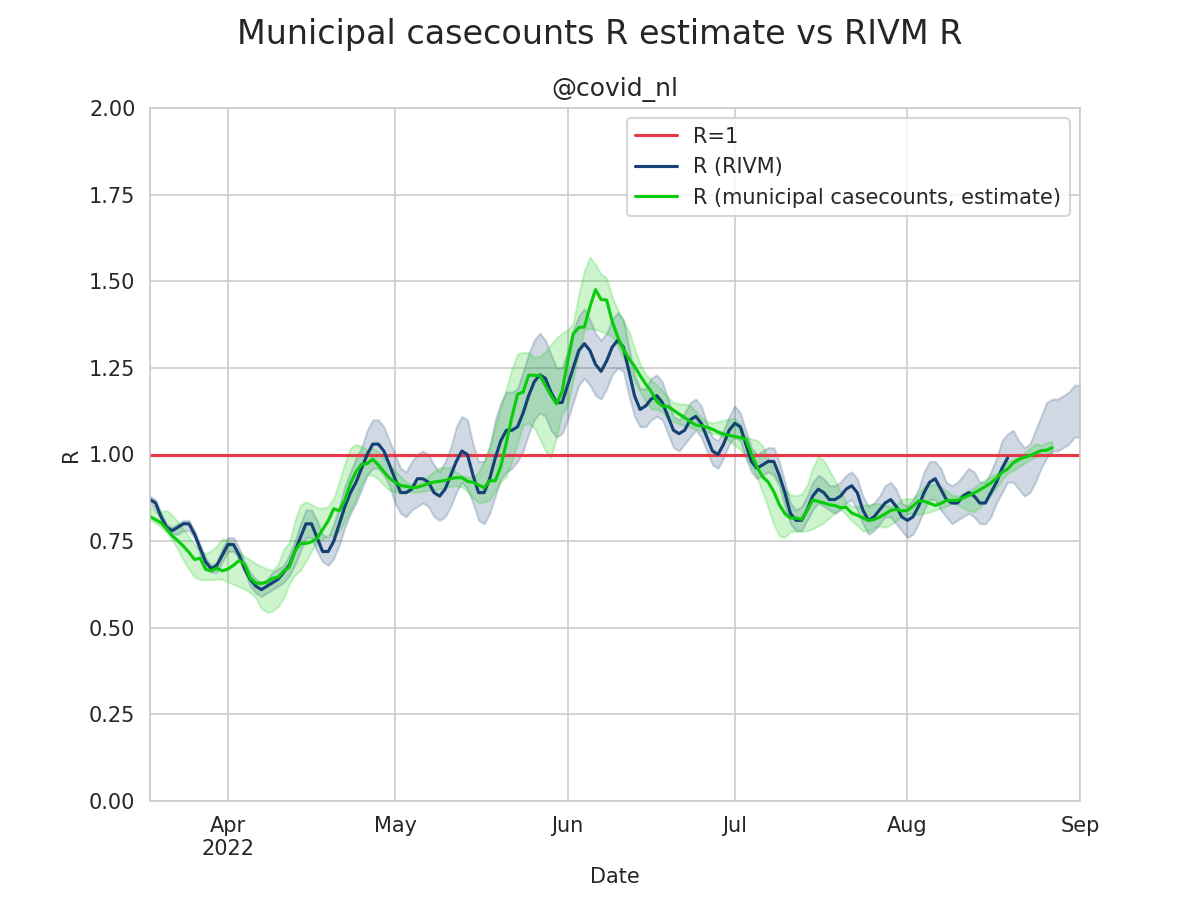 Municipal casecounts R estimate vs RIVM R
@covid_nl
R=1
R (RIVM)
R (municipal casecounts, estimate)
2.00
1.75
1.50
1.25
1.00
0.75
0.50
0.25
0.00
R
Apr May Jun Jul Aug Sep
2022
Date